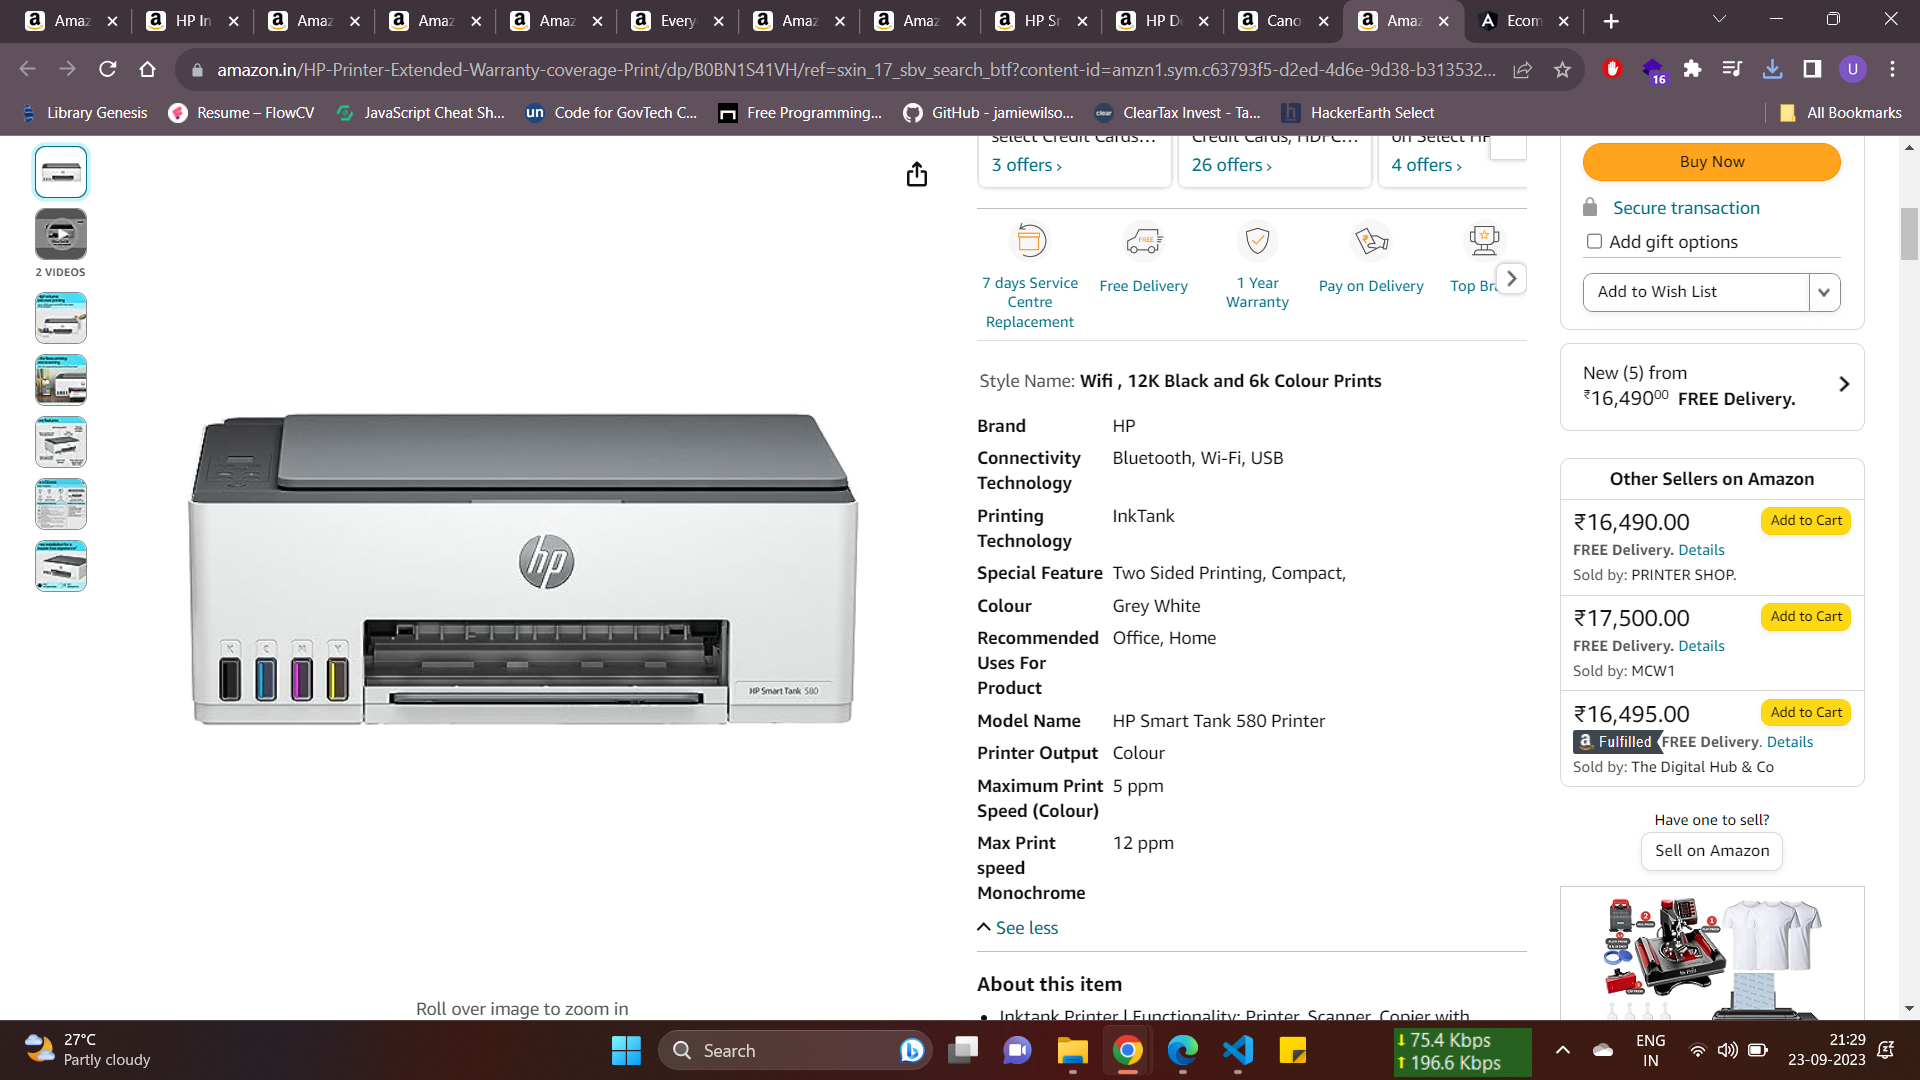 Amaz
HP In
Amaz
Amaz
Amaz
Every
Amaz
Amaz
HP Sr
HP De
Cano
Amaz
Ecom
amazon.in/HP-Printer-Extended-Warranty-coverage-Print/dp/B0BN1S41VH/ref=sxin_17_sbv_search_btf?content-id=amzn1.sym.c63793f5-d2ed-4d6e-9d38-b313532...
16
U
Library Genesis
Resume – FlowCV
JavaScript Cheat Sh...
un Code for GovTech C...
Free Programming...
GitHub - jamiewilso...
clear ClearTax Invest - Ta...
h HackerEarth Select
All Bookmarks
2 VIDEOS
hp
K C M Y
HP Smart Tank 580
Roll over image to zoom in
select Credit Cards...
3 offers ›
Credit Cards, HDFC...
26 offers ›
on Select HP
4 offers ›
7 days Service
Centre
Replacement
FREE
Free Delivery
1 Year
Warranty
Pay on Delivery
Top Br
Style Name: Wifi , 12K Black and 6k Colour Prints
Brand HP
Connectivity Bluetooth, Wi-Fi, USB
Technology
Printing InkTank
Technology
Special Feature Two Sided Printing, Compact,
Colour Grey White
Recommended Office, Home
Uses For
Product
Model Name HP Smart Tank 580 Printer
Printer Output Colour
Maximum Print 5 ppm
Speed (Colour)
Max Print 12 ppm
speed
Monochrome
See less
About this item
Inktank Printer | Functionality: Printer, Scanner, Copier with
Buy Now
Secure transaction
Add gift options
Add to Wish List
New (5) from
₹16,490⁰⁰ FREE Delivery.
Other Sellers on Amazon
₹16,490.00 Add to Cart
FREE Delivery. Details
Sold by: PRINTER SHOP.
₹17,500.00 Add to Cart
FREE Delivery. Details
Sold by: MCW1
₹16,495.00 Add to Cart
a Fulfilled FREE Delivery. Details
Sold by: The Digital Hub & Co
Have one to sell?
Sell on Amazon
27°C
Partly cloudy
Search
75.4 Kbps
196.6 Kbps
ENG
IN
21:29
23-09-2023